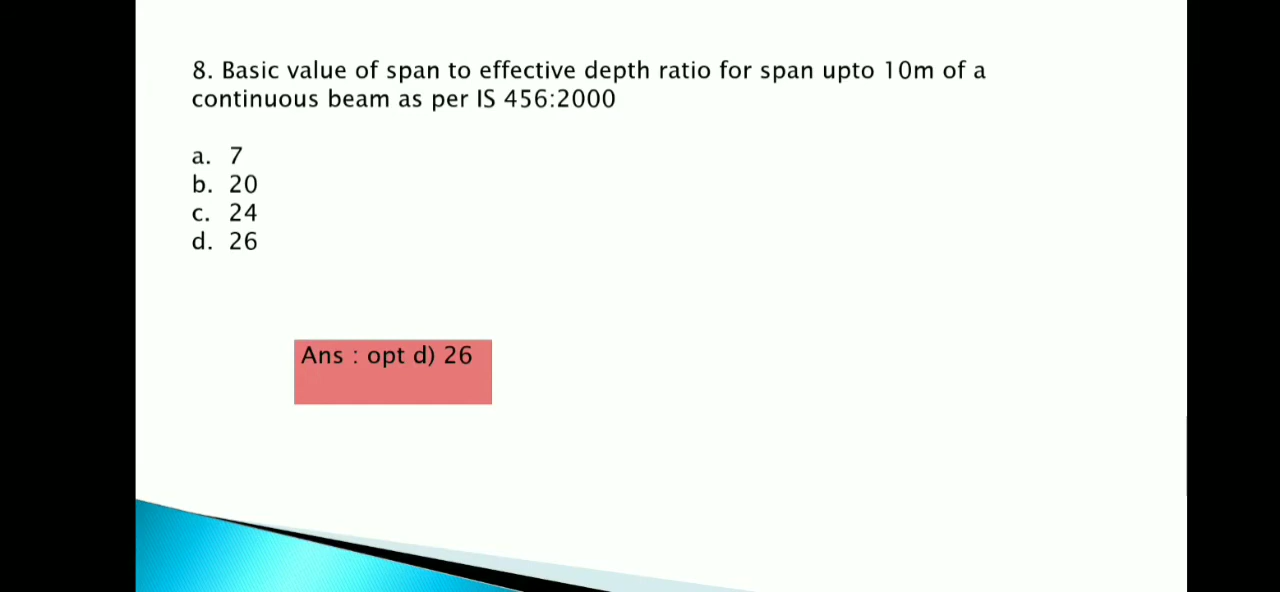 8. Basic value of span to effective depth ratio for span upto 10m of a
continuous beam as per IS 456:2000
a. 7
b. 20
c. 24
d. 26
Ans : opt d) 26